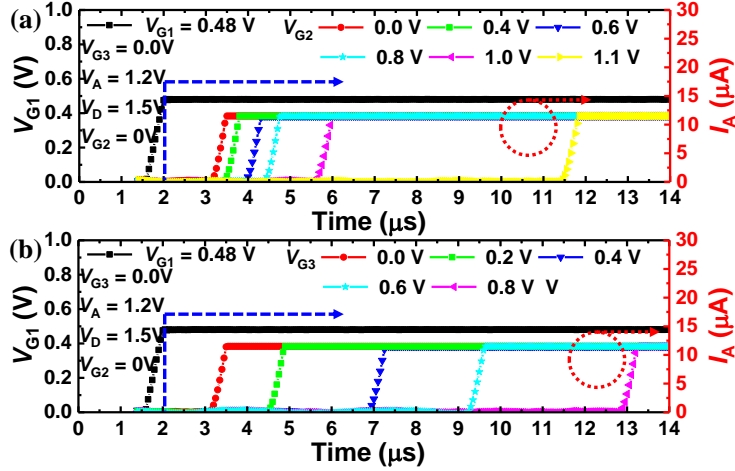 (a)
V_G1 = 0.48 V V_G2 0.0 V 0.4 V 0.6 V
0.8 V 1.0 V 1.1 V
V_G3 = 0.0V
V_A = 1.2V
V_D = 1.5V
V_G2 = 0V
V_G1 (V)
1.0
0.8
0.6
0.4
0.2
0.0
30
25
20
15
10
5
0
I_A (μA)
0 1 2 3 4 5 6 7 8 9 10 11 12 13 14
Time (μs)
(b)
V_G1 = 0.48 V V_G3 0.0 V 0.2 V 0.4 V
0.6 V 0.8 V V
V_G3 = 0.0V
V_A = 1.2V
V_D = 1.5V
V_G2 = 0V
V_G1 (V)
1.0
0.8
0.6
0.4
0.2
0.0
30
25
20
15
10
5
0
I_A (μA)
0 1 2 3 4 5 6 7 8 9 10 11 12 13 14
Time (μs)